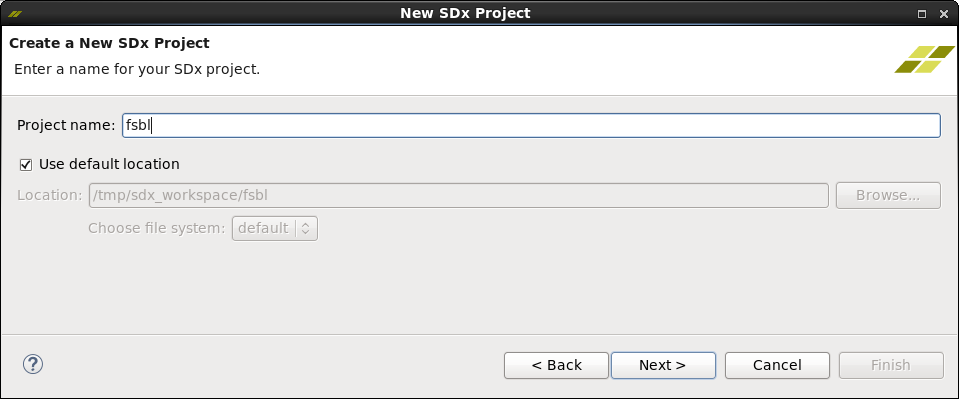 New SDx Project
Create a New SDx Project
Enter a name for your SDx project.
Project name: fsbl
Use default location
Location: /tmp/sdx_workspace/fsbl Browse...
Choose file system: default
? < Back Next > Cancel Finish